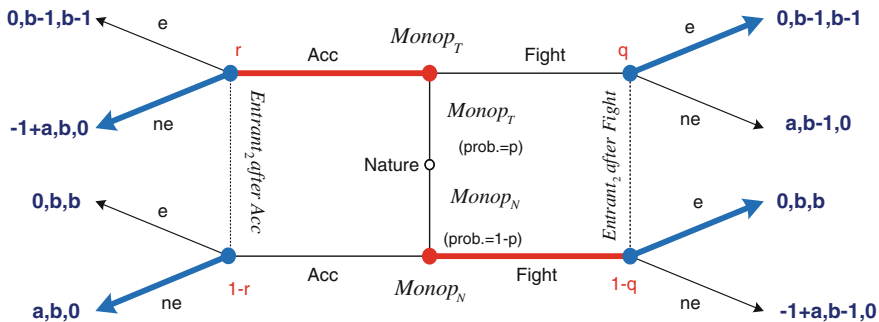 0,b-1,b-1
e
r
Acc
Monop_T
Fight
q
e
0,b-1,b-1
-1+a,b,0
ne
Entrant_2 after Acc
Monop_T
(prob.=p)
Nature
Monop_N
(prob.=1-p)
Entrant_2 after Fight
ne
a,b-1,0
0,b,b
e
e
0,b,b
a,b,0
ne
1-r
Acc
Monop_N
Fight
1-q
ne
-1+a,b-1,0